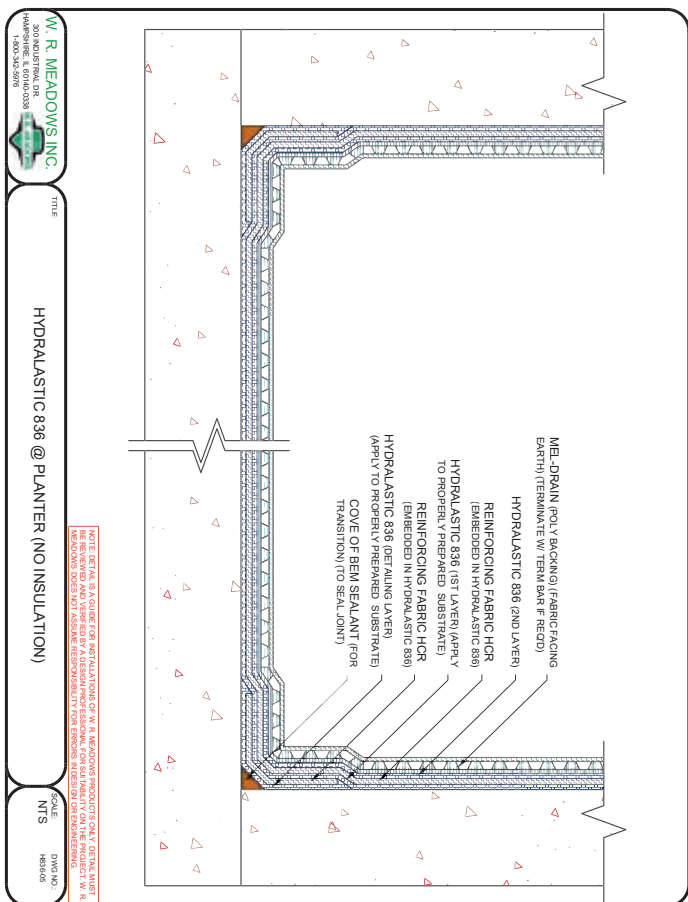 MEL-DRAIN (POLY BACKING) (FABRIC FACING
EARTH) (TERMINATE W/ TERM BAR IF REQ'D)
HYDRALASTIC 836 (2ND LAYER)
REINFORCING FABRIC HCR
(EMBEDDED IN HYDRALASTIC 836)
HYDRALASTIC 836 (1ST LAYER) (APPLY
TO PROPERLY PREPARED SUBSTRATE)
REINFORCING FABRIC HCR
(EMBEDDED IN HYDRALASTIC 836)
HYDRALASTIC 836 (DETAILING LAYER)
(APPLY TO PROPERLY PREPARED SUBSTRATE)
COVE OF BEM SEALANT (FOR
TRANSITION) (TO SEAL JOINT)
NOTE: DETAIL IS A GUIDE FOR INSTALLATIONS OF W. R. MEADOWS PRODUCTS ONLY. DETAIL MUST
BE REVIEWED AND VERIFIED BY A DESIGN PROFESSIONAL FOR SUITABILITY ON THE PROJECT. W. R.
MEADOWS DOES NOT ASSUME RESPONSIBILITY FOR ERRORS IN DESIGN OR ENGINEERING.
W. R. MEADOWS INC.
300 INDUSTRIAL DR.
HAMPSHIRE, IL 60140-0338
1-800-342-5976
TITLE:
HYDRALASTIC 836 @ PLANTER (NO INSULATION)
SCALE:
NTS
DWG NO.:
H836-05